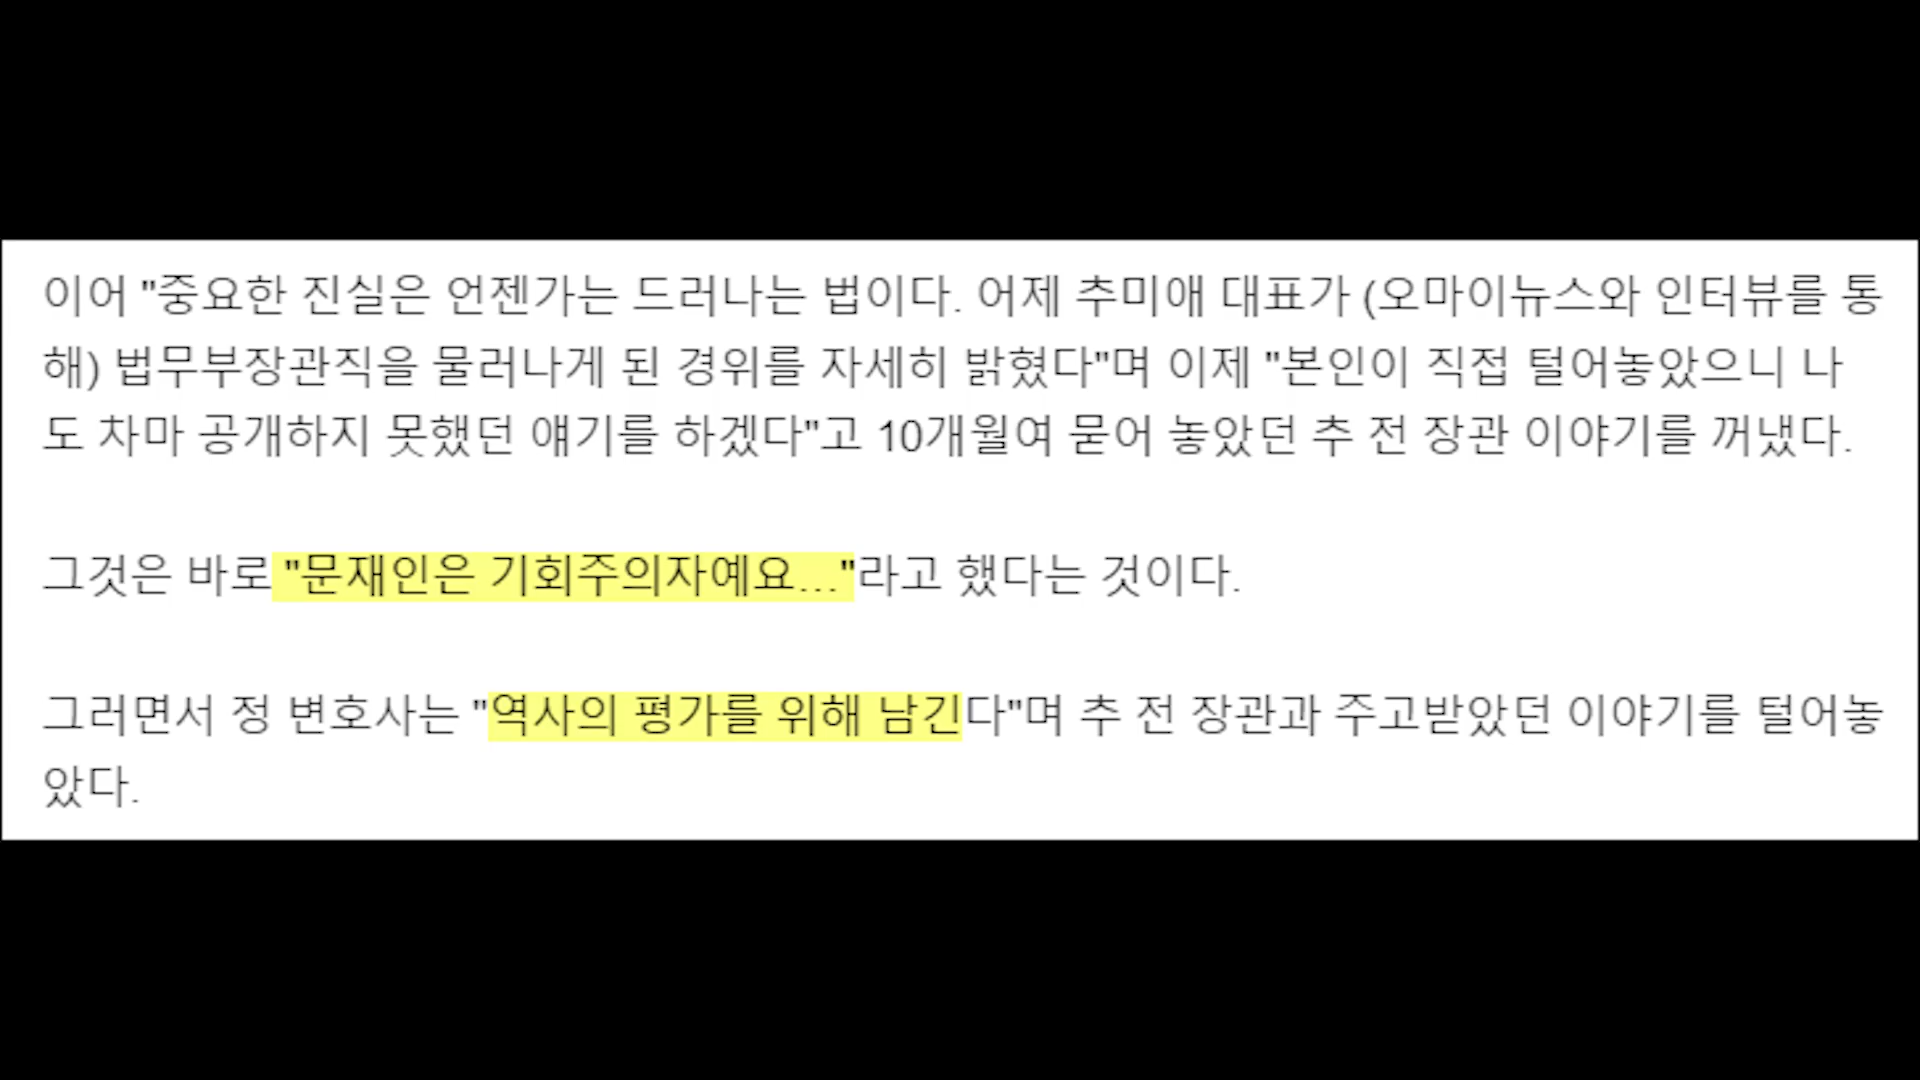 이어 "중요한 진실은 언젠가는 드러나는 법이다. 어제 추미애 대표가 (오마이뉴스와 인터뷰를 통
해) 법무부장관직을 물러나게 된 경위를 자세히 밝혔다"며 이제 "본인이 직접 털어놓았으니 나
도 차마 공개하지 못했던 얘기를 하겠다"고 10개월여 묻어 놓았던 추 전 장관 이야기를 꺼냈다.
그것은 바로 "문재인은 기회주의자예요..."라고 했다는 것이다.
그러면서 정 변호사는 "역사의 평가를 위해 남긴다"며 추 전 장관과 주고받았던 이야기를 털어놓
았다.